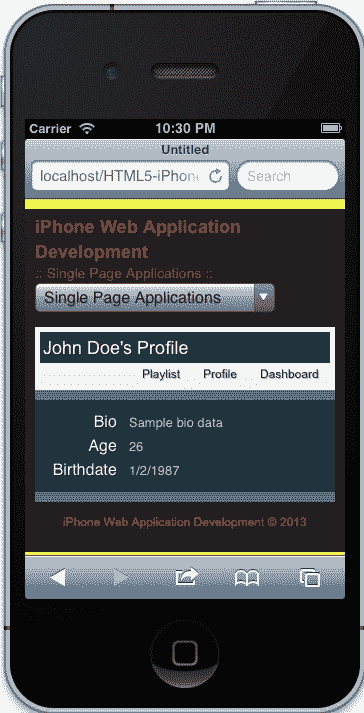 Carrier 10:30 PM
Untitled
localhost/HTML5-iPhon
Search
iPhone Web Application
Development
:: Single Page Applications ::
Single Page Applications
John Doe's Profile
Playlist Profile Dashboard
Bio Sample bio data
Age 26
Birthdate 1/2/1987
iPhone Web Application Development © 2013